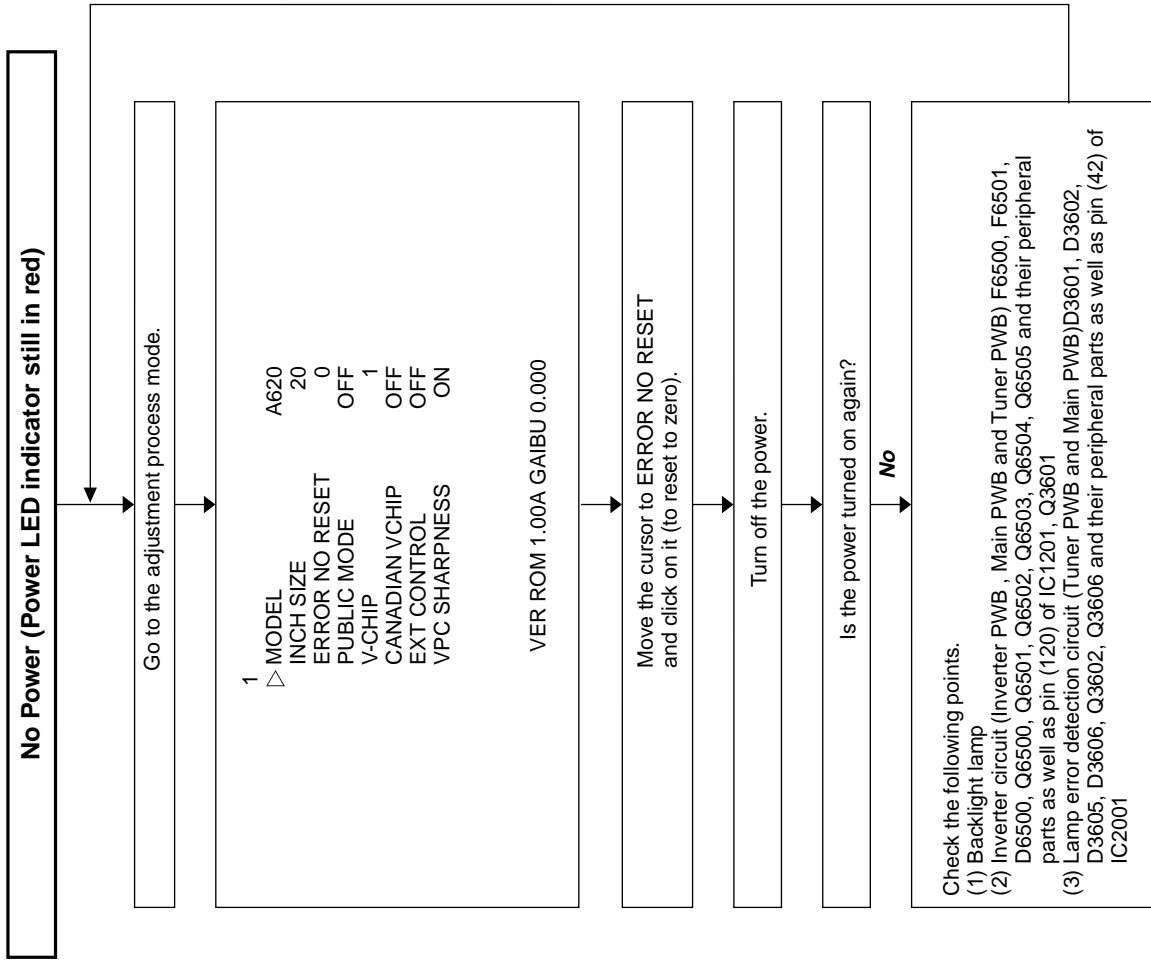 No Power (Power LED indicator still in red)
Go to the adjustment process mode.
1
▷ MODEL A620
INCH SIZE 20
ERROR NO RESET 0
PUBLIC MODE OFF
V-CHIP 1
CANADIAN VCHIP OFF
EXT CONTROL OFF
VPC SHARPNESS ON
VER ROM 1.00A GAIBU 0.000
Move the cursor to ERROR NO RESET
and click on it (to reset to zero).
Turn off the power.
Is the power turned on again?
No
Check the following points.
(1) Backlight lamp
(2) Inverter circuit (Inverter PWB , Main PWB and Tuner PWB) F6500, F6501,
D6500, Q6500, Q6501, Q6502, Q6503, Q6504, Q6505 and their peripheral
parts as well as pin (120) of IC1201, Q3601
(3) Lamp error detection circuit (Tuner PWB and Main PWB)D3601, D3602,
D3605, D3606, Q3602, Q3606 and their peripheral parts as well as pin (42) of
IC2001